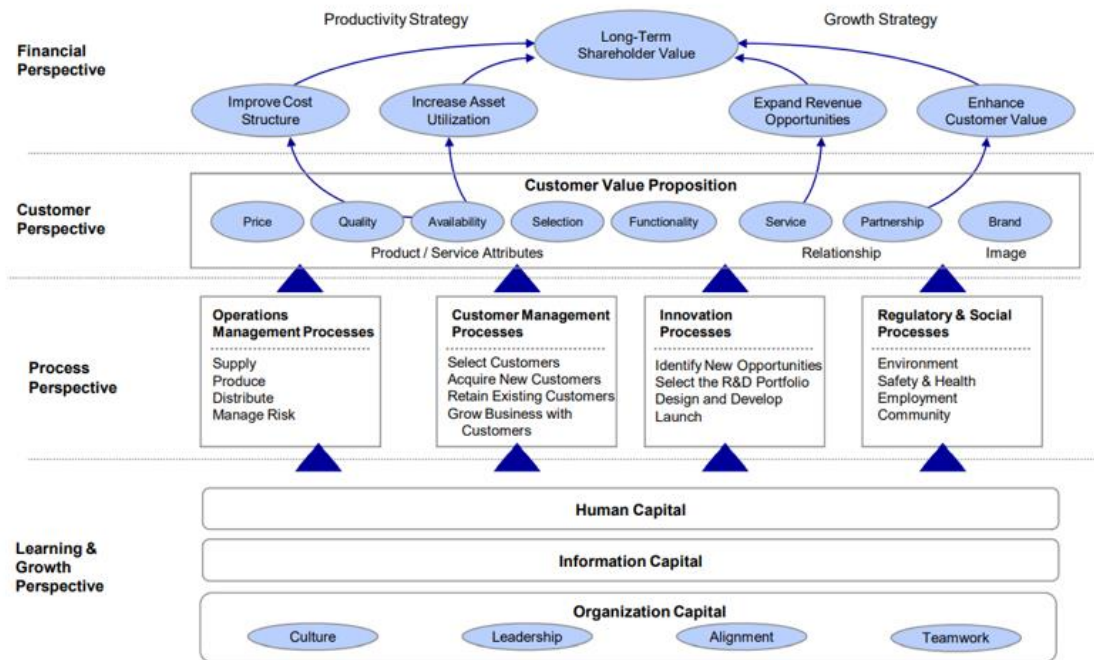 Productivity Strategy
Growth Strategy
Financial
Perspective
Long-Term
Shareholder Value
Improve Cost
Structure
Increase Asset
Utilization
Expand Revenue
Opportunities
Enhance
Customer Value
Customer
Perspective
Customer Value Proposition
Price
Quality
Availability
Selection
Functionality
Service
Partnership
Brand
Product / Service Attributes
Relationship
Image
Process
Perspective
Operations
Management Processes
Supply
Produce
Distribute
Manage Risk
Customer Management
Processes
Select Customers
Acquire New Customers
Retain Existing Customers
Grow Business with
Customers
Innovation
Processes
Identify New Opportunities
Select the R&D Portfolio
Design and Develop
Launch
Regulatory & Social
Processes
Environment
Safety & Health
Employment
Community
Learning &
Growth
Perspective
Human Capital
Information Capital
Organization Capital
Culture
Leadership
Alignment
Teamwork